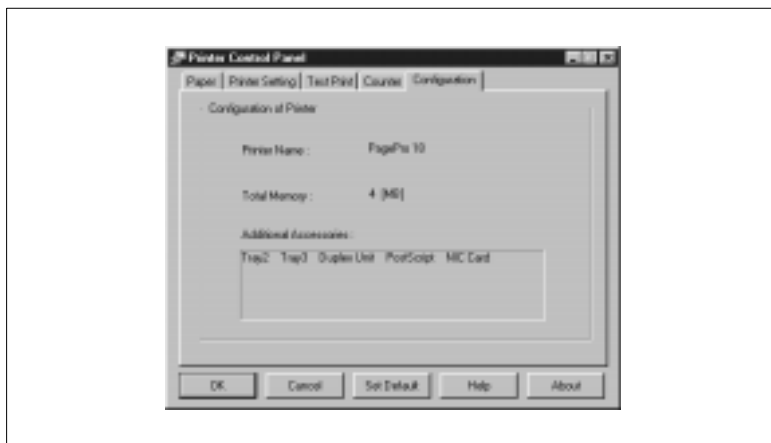 Printer Control Panel
Paper Printer Setting Test Print Counter Configuration
Configuration of Printer
Printer Name : PagePro 18
Total Memory : 4 [MB]
Additional Accessories :
Tray2 Tray3 Duplex Unit PostScript NIC Card
OK Cancel Set Default Help About